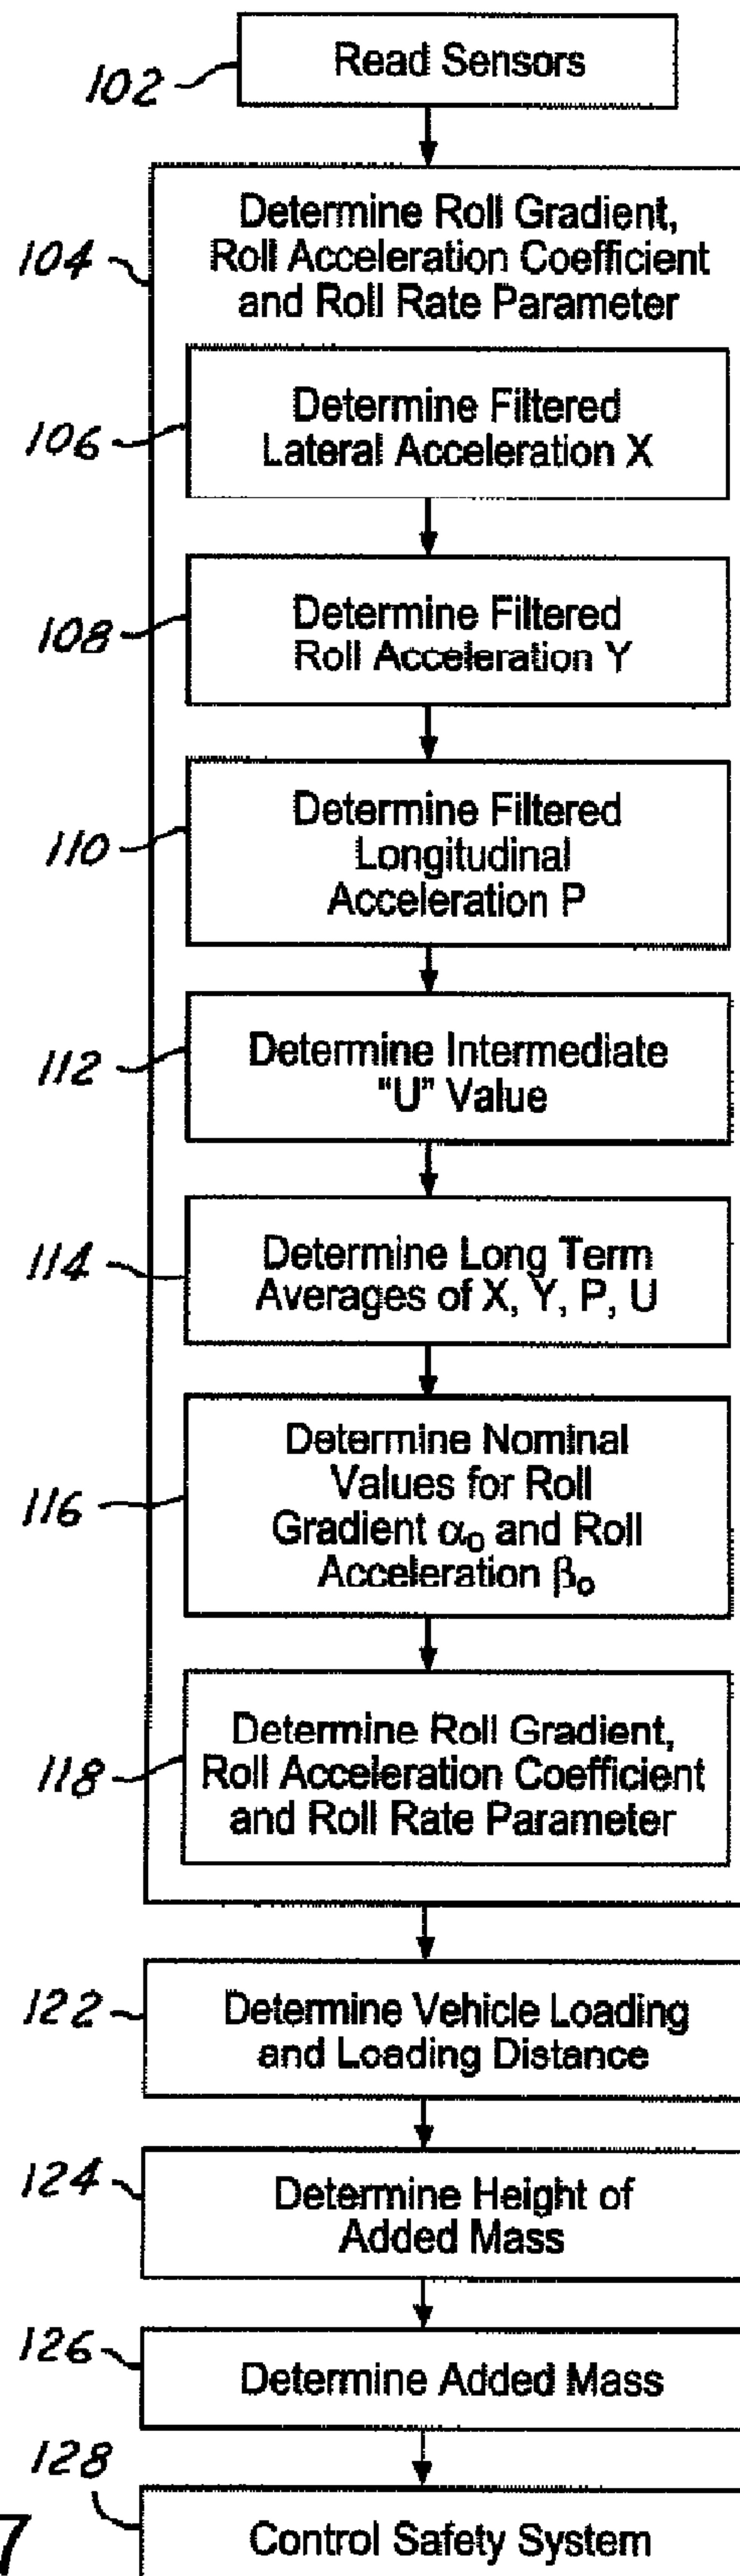 102
Read Sensors
104
Determine Roll Gradient,
Roll Acceleration Coefficient
and Roll Rate Parameter
106
Determine Filtered
Lateral Acceleration X
108
Determine Filtered
Roll Acceleration Y
110
Determine Filtered
Longitudinal
Acceleration P
112
Determine Intermediate
"U" Value
114
Determine Long Term
Averages of X, Y, P, U
116
Determine Nominal
Values for Roll
Gradient α₀ and Roll
Acceleration β₀
118
Determine Roll Gradient,
Roll Acceleration Coefficient
and Roll Rate Parameter
122
Determine Vehicle Loading
and Loading Distance
124
Determine Height of
Added Mass
126
Determine Added Mass
128
Control Safety System
7